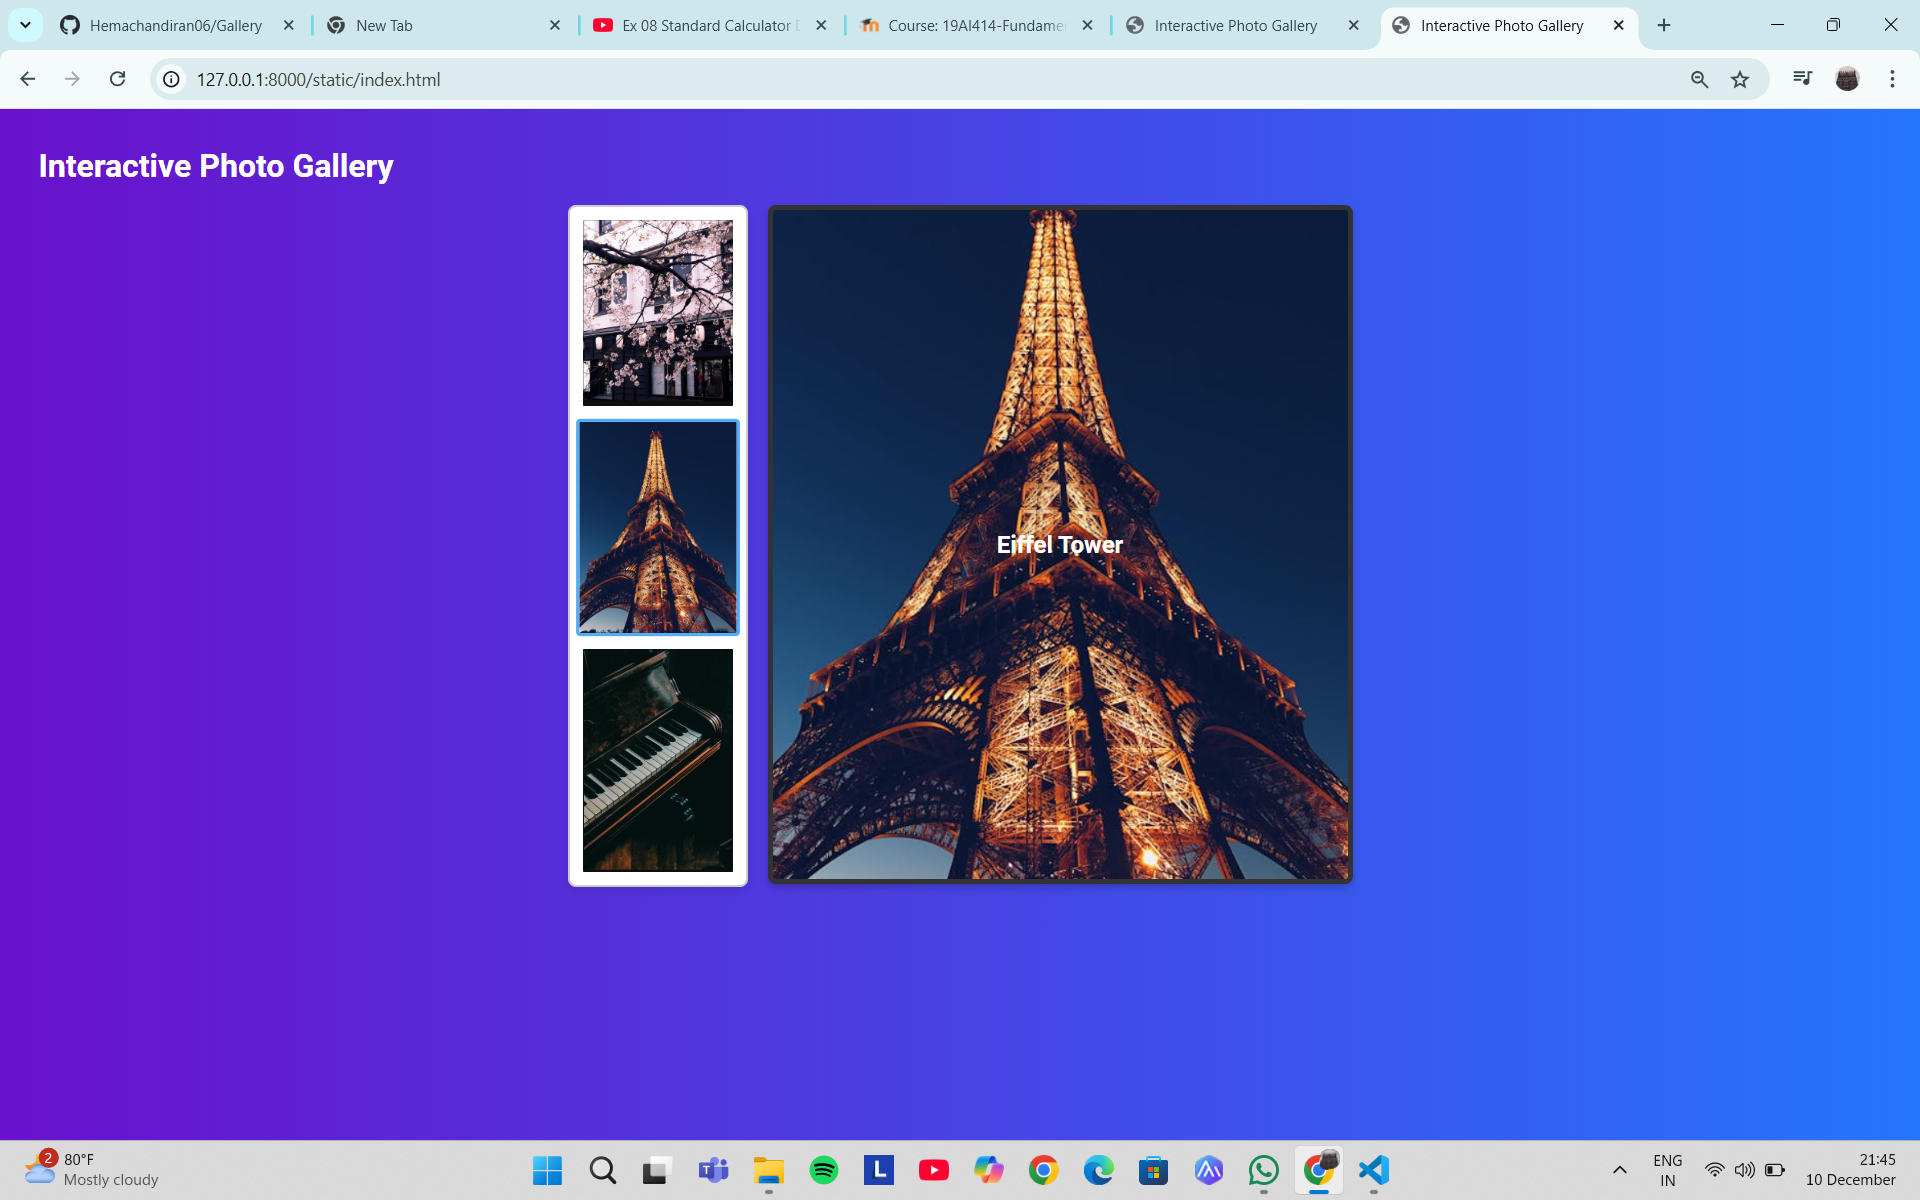 Hemachandiran06/Gallery
New Tab
Ex 08 Standard Calculator
Course: 19AI414-Fundame
Interactive Photo Gallery
Interactive Photo Gallery
127.0.0.1:8000/static/index.html
Interactive Photo Gallery
Eiffel Tower
2
80°F
Mostly cloudy
T
L
ENG
IN
21:45
10 December